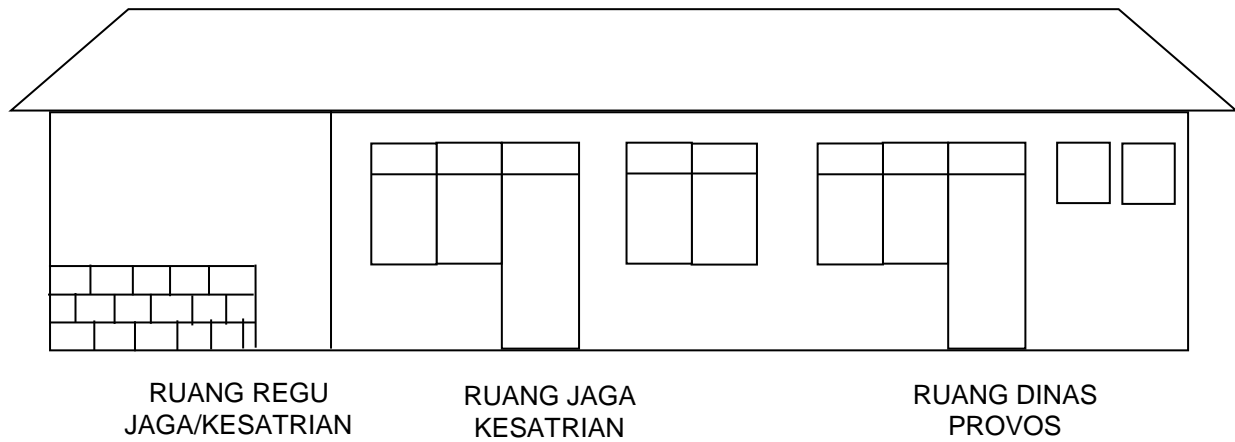 RUANG REGU
JAGA/KESATRIAN
RUANG JAGA
KESATRIAN
RUANG DINAS
PROVOS